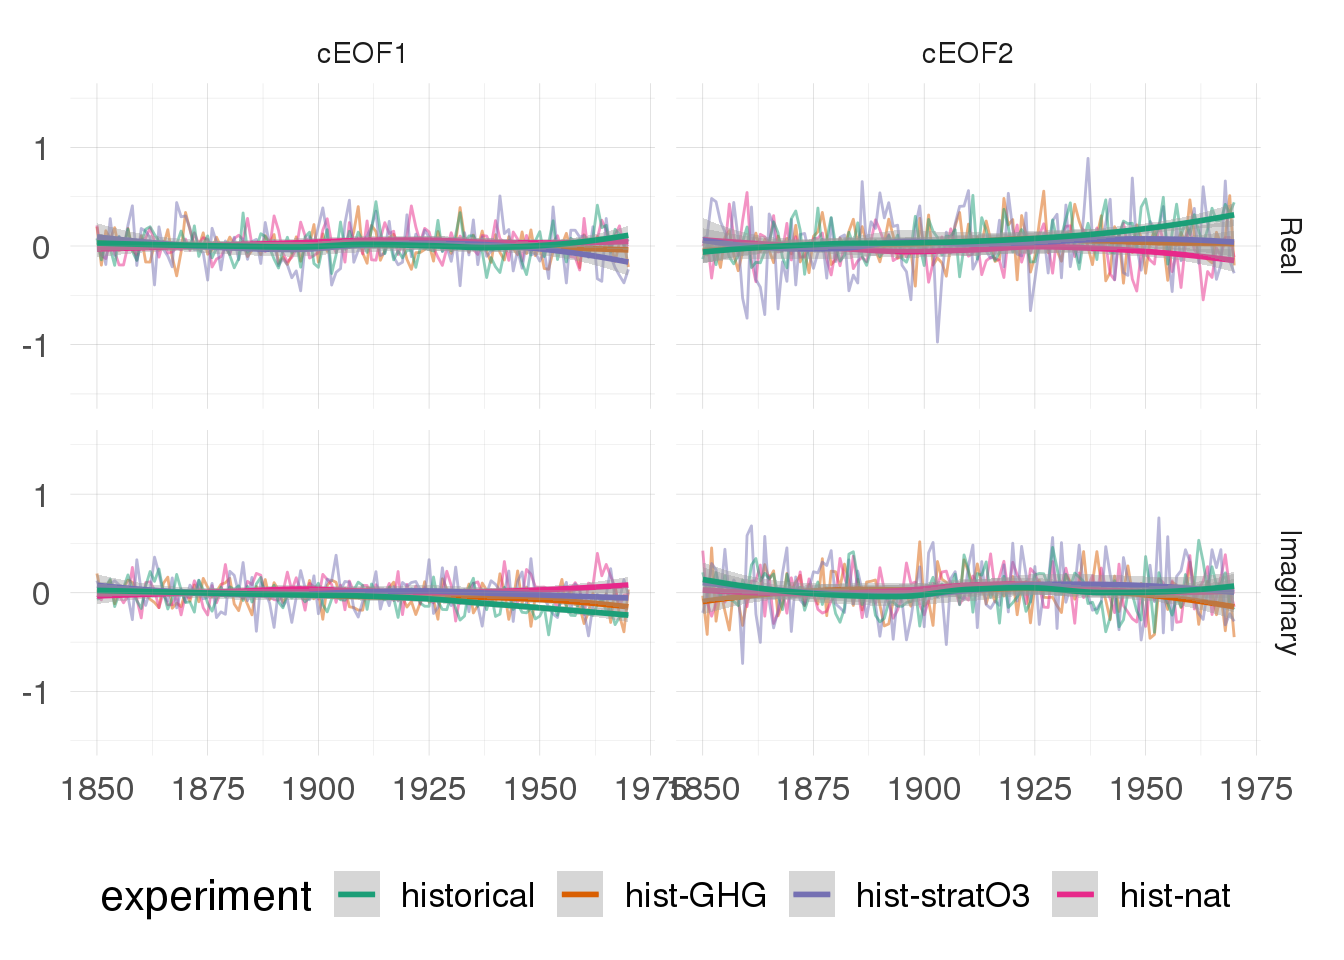 cEOF1 cEOF2
1
0
-1
Real
1
0
-1
Imaginary
1850 1875 1900 1925 1950 1975 1850 1875 1900 1925 1950 1975
experiment historical hist-GHG hist-stratO3 hist-nat